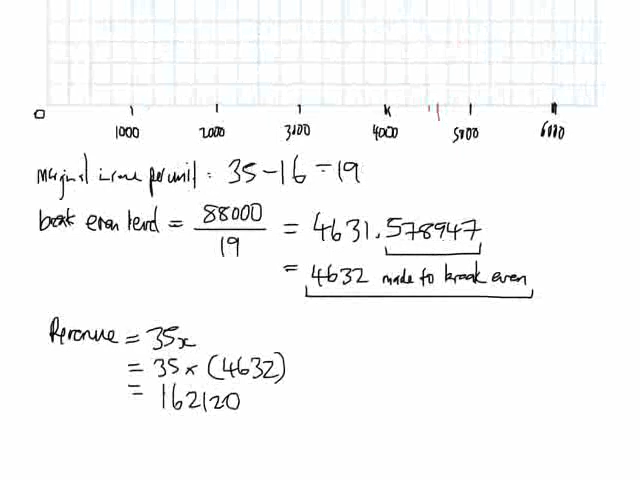 0 1000 2000 3000 4000 5000 6000
Marginal income per unit: 35 - 16 = 19
break even level = 88000 / 19 = 4631.578947
= 4632 made to break even
Revenue = 35x
= 35 × (4632)
= 162120